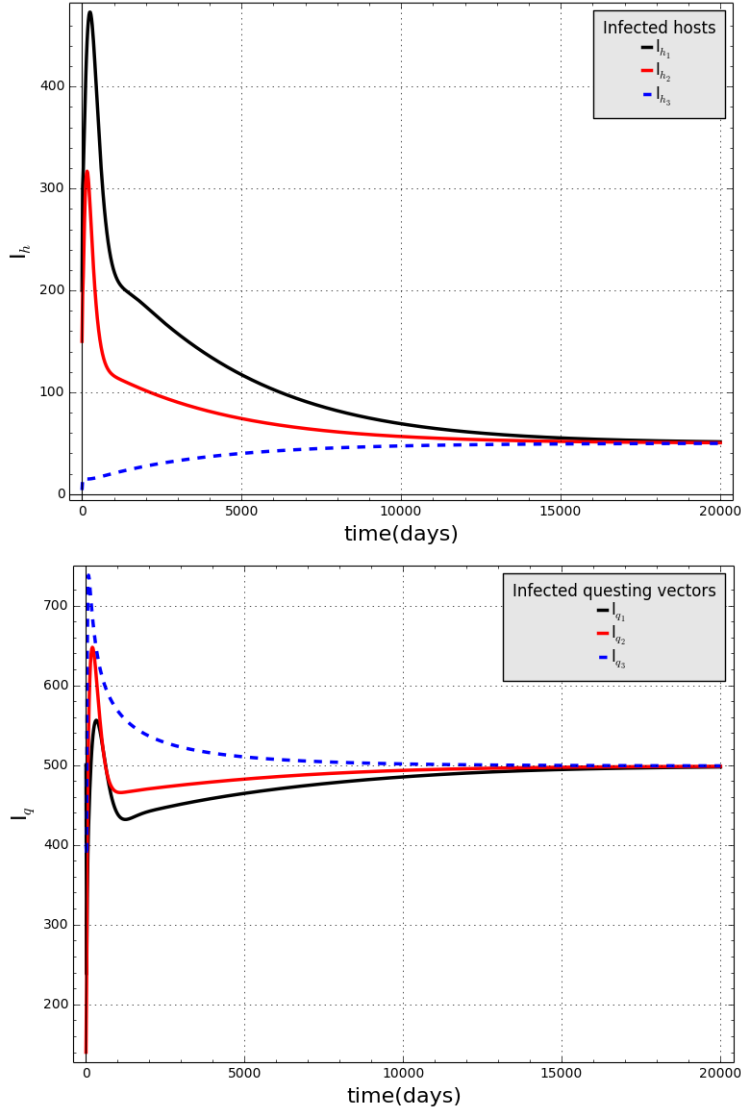 Infected hosts
I_{h_1}
I_{h_2}
I_{h_3}
400
300
200
100
0
I_h
0 5000 10000 15000 20000
time(days)
Infected questing vectors
I_{q_1}
I_{q_2}
I_{q_3}
700
600
500
400
300
200
I_q
0 5000 10000 15000 20000
time(days)